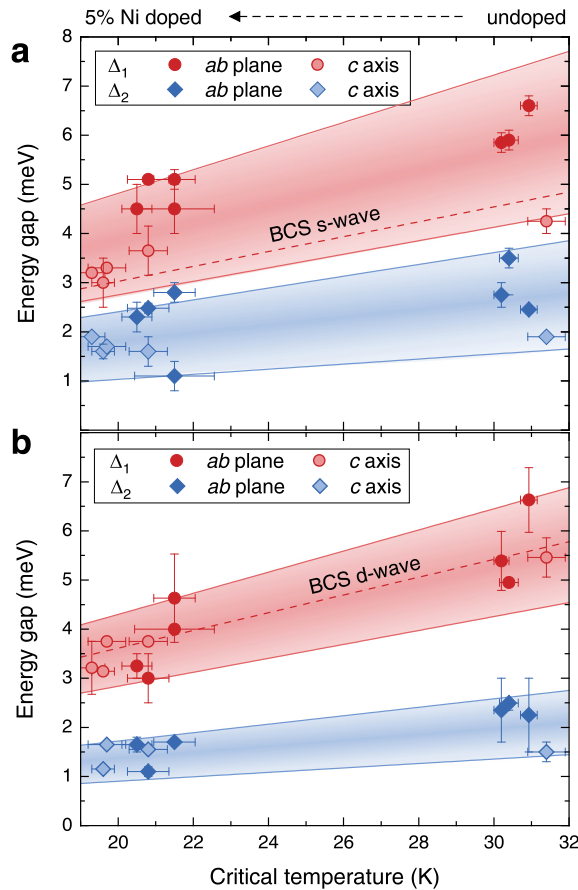 5% Ni doped undoped
a
8
Δ1 ab plane c axis
Δ2 ab plane c axis
7
6
5
4
3
2
1
Energy gap (meV)
BCS s-wave
b
Δ1 ab plane c axis
Δ2 ab plane c axis
7
6
5
4
3
2
1
0
Energy gap (meV)
BCS d-wave
20 22 24 26 28 30 32
Critical temperature (K)